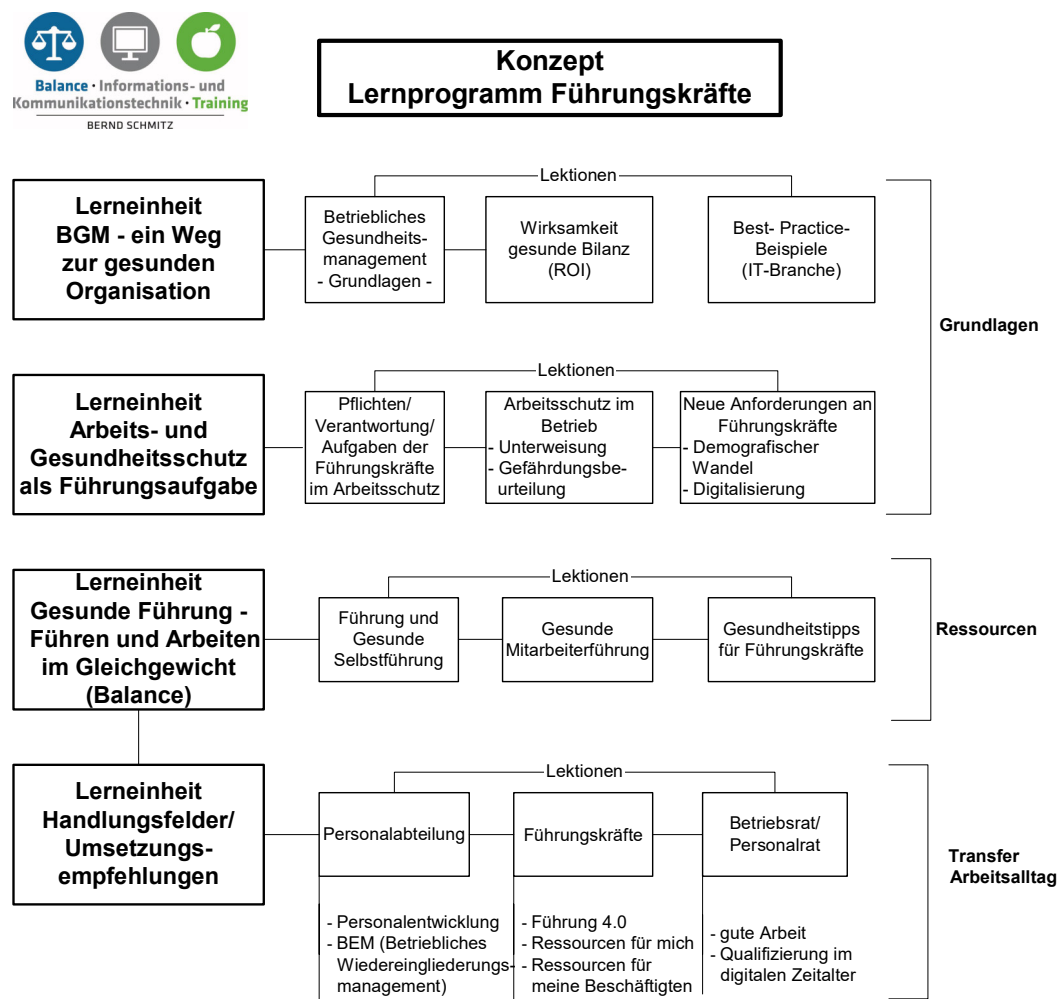 Balance · Informations- und
Kommunikationstechnik · Training
BERND SCHMITZ
Konzept
Lernprogramm Führungskräfte
Lerneinheit
BGM - ein Weg
zur gesunden
Organisation
Lektionen
Betriebliches
Gesundheits-
management
- Grundlagen -
Wirksamkeit
gesunde Bilanz
(ROI)
Best- Practice-
Beispiele
(IT-Branche)
Grundlagen
Lerneinheit
Arbeits- und
Gesundheitsschutz
als Führungsaufgabe
Lektionen
Pflichten/
Verantwortung/
Aufgaben der
Führungskräfte
im Arbeitsschutz
Arbeitsschutz im
Betrieb
- Unterweisung
- Gefährdungsbe-
urteilung
Neue Anforderungen an
Führungskräfte
- Demografischer
Wandel
- Digitalisierung
Lerneinheit
Gesunde Führung -
Führen und Arbeiten
im Gleichgewicht
(Balance)
Lektionen
Führung und
Gesunde
Selbstführung
Gesunde
Mitarbeiterführung
Gesundheitstipps
für Führungskräfte
Ressourcen
Lerneinheit
Handlungsfelder/
Umsetzungs-
empfehlungen
Lektionen
Personalabteilung
Führungskräfte
Betriebsrat/
Personalrat
Transfer
Arbeitsalltag
- Personalentwicklung
- BEM (Betriebliches
Wiedereingliederungs-
management)
- Führung 4.0
- Ressourcen für mich
- Ressourcen für
meine Beschäftigten
- gute Arbeit
- Qualifizierung im
digitalen Zeitalter